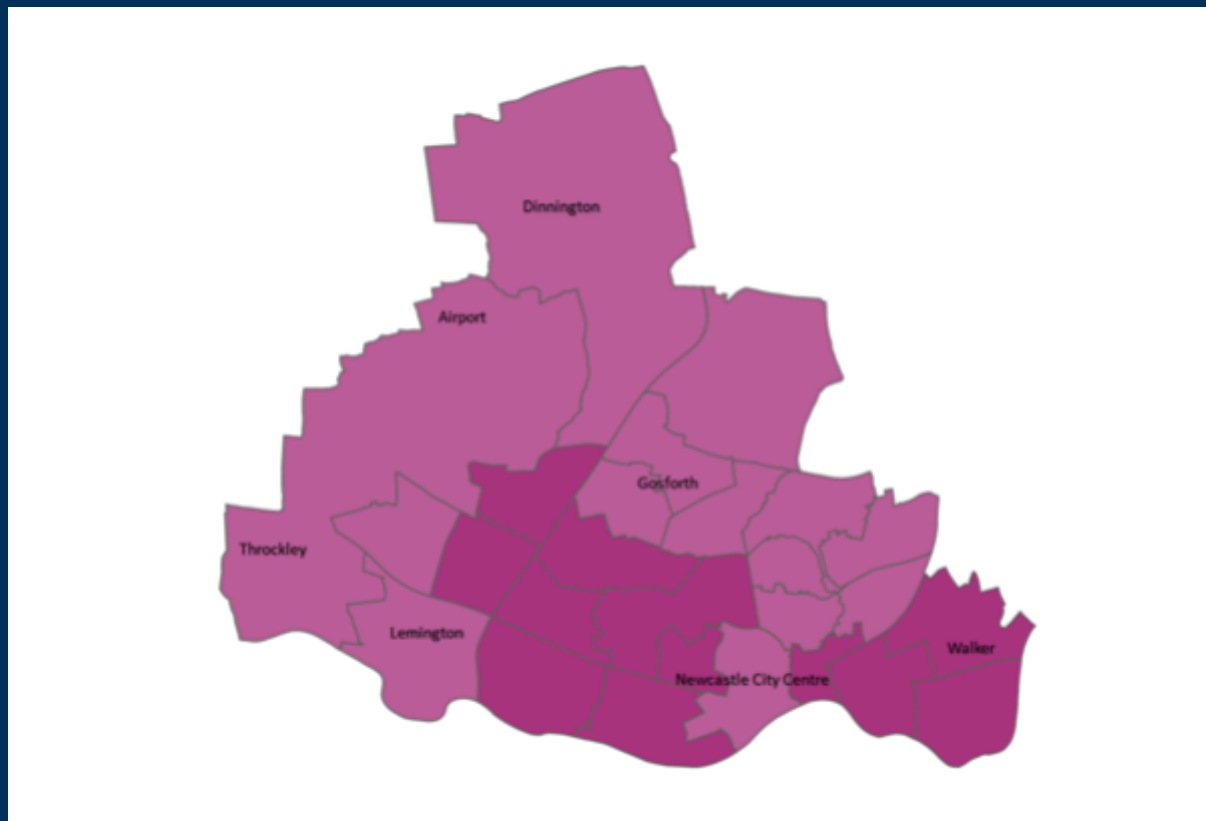 Dinnington
Airport
Gosforth
Throckley
Lemington
Walker
Newcastle City Centre